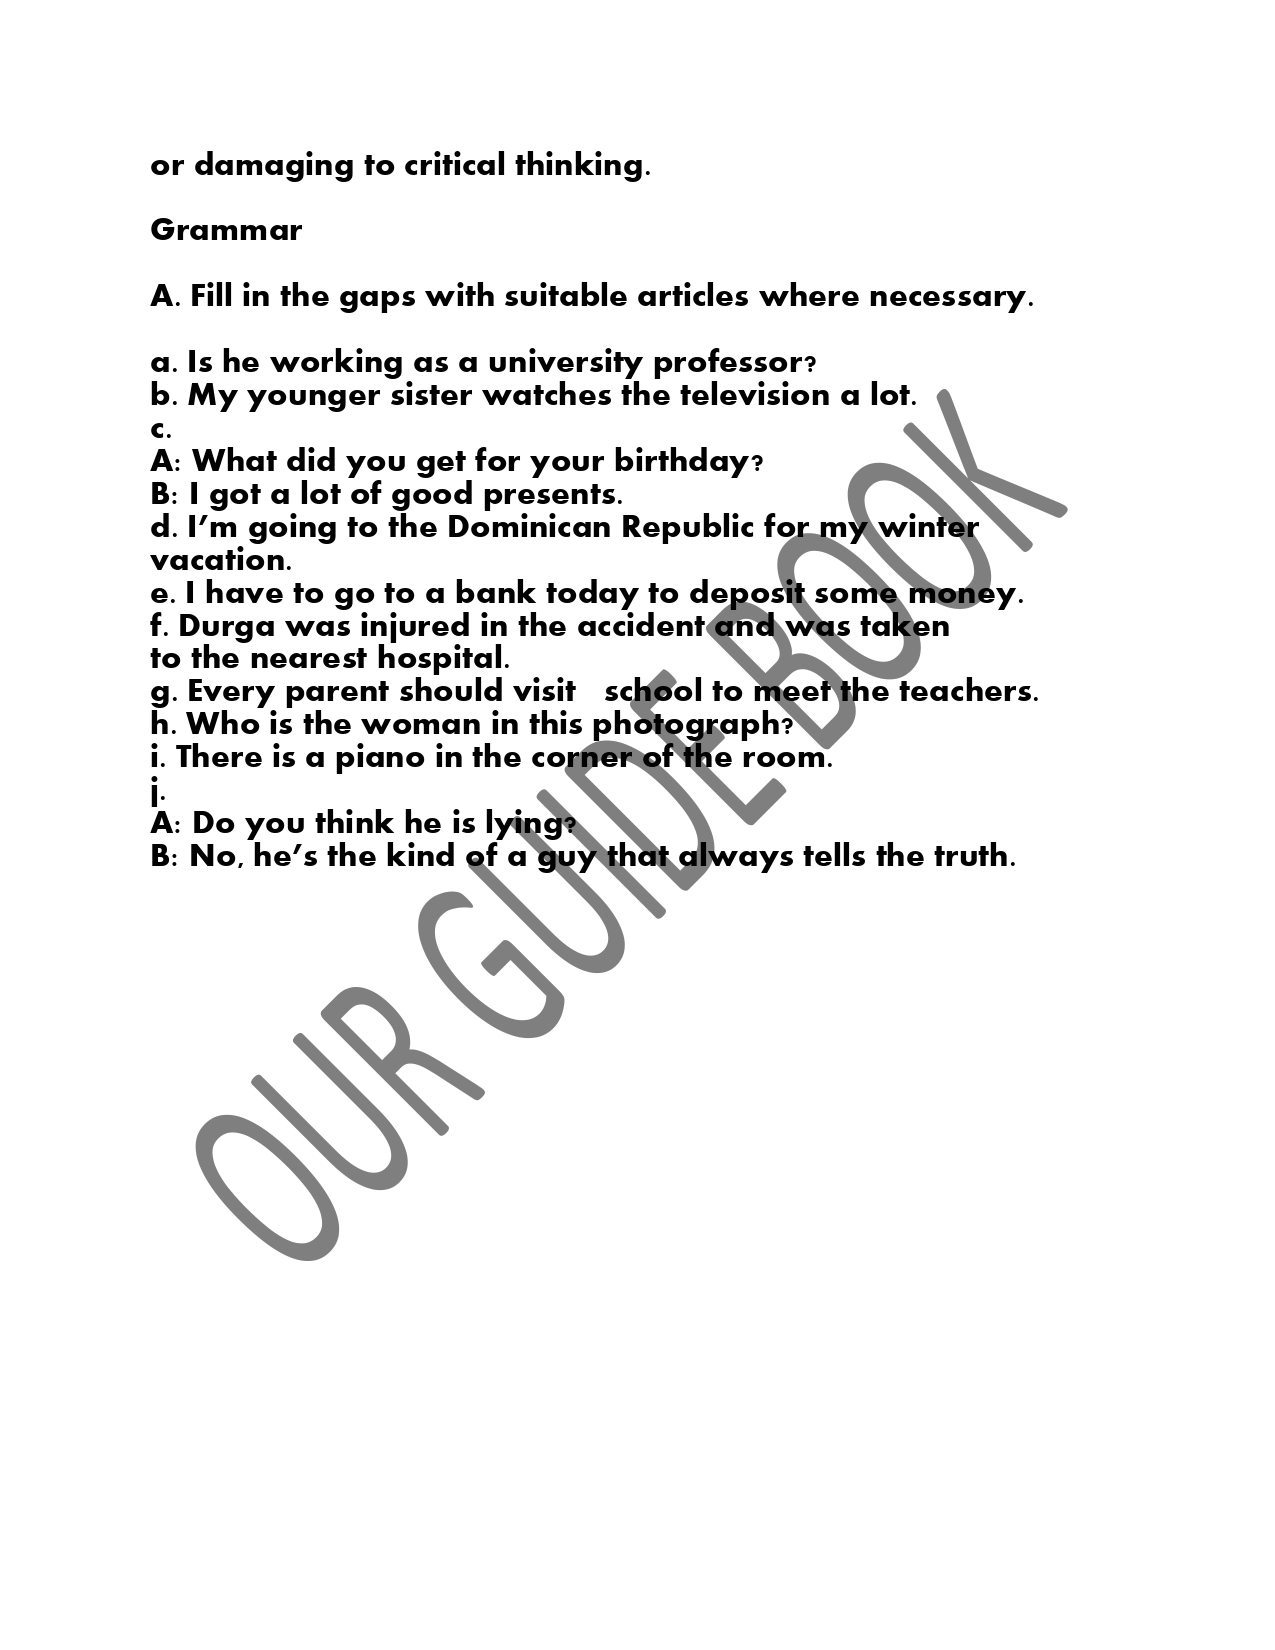 or damaging to critical thinking.
Grammar
A. Fill in the gaps with suitable articles where necessary.
a. Is he working as a university professor?
b. My younger sister watches the television a lot.
c.
A: What did you get for your birthday?
B: I got a lot of good presents.
d. I’m going to the Dominican Republic for my winter
vacation.
e. I have to go to a bank today to deposit some money.
f. Durga was injured in the accident and was taken
to the nearest hospital.
g. Every parent should visit   school to meet the teachers.
h. Who is the woman in this photograph?
i. There is a piano in the corner of the room.
j.
A: Do you think he is lying?
B: No, he’s the kind of a guy that always tells the truth.
OUR GUIDE BOOK